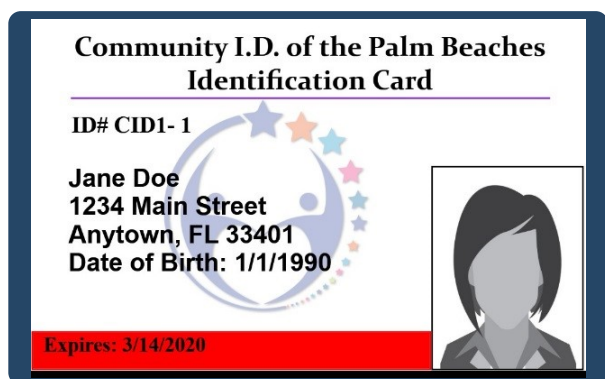 Community I.D. of the Palm Beaches
Identification Card
ID# CID1- 1
Jane Doe
1234 Main Street
Anytown, FL 33401
Date of Birth: 1/1/1990
Expires: 3/14/2020